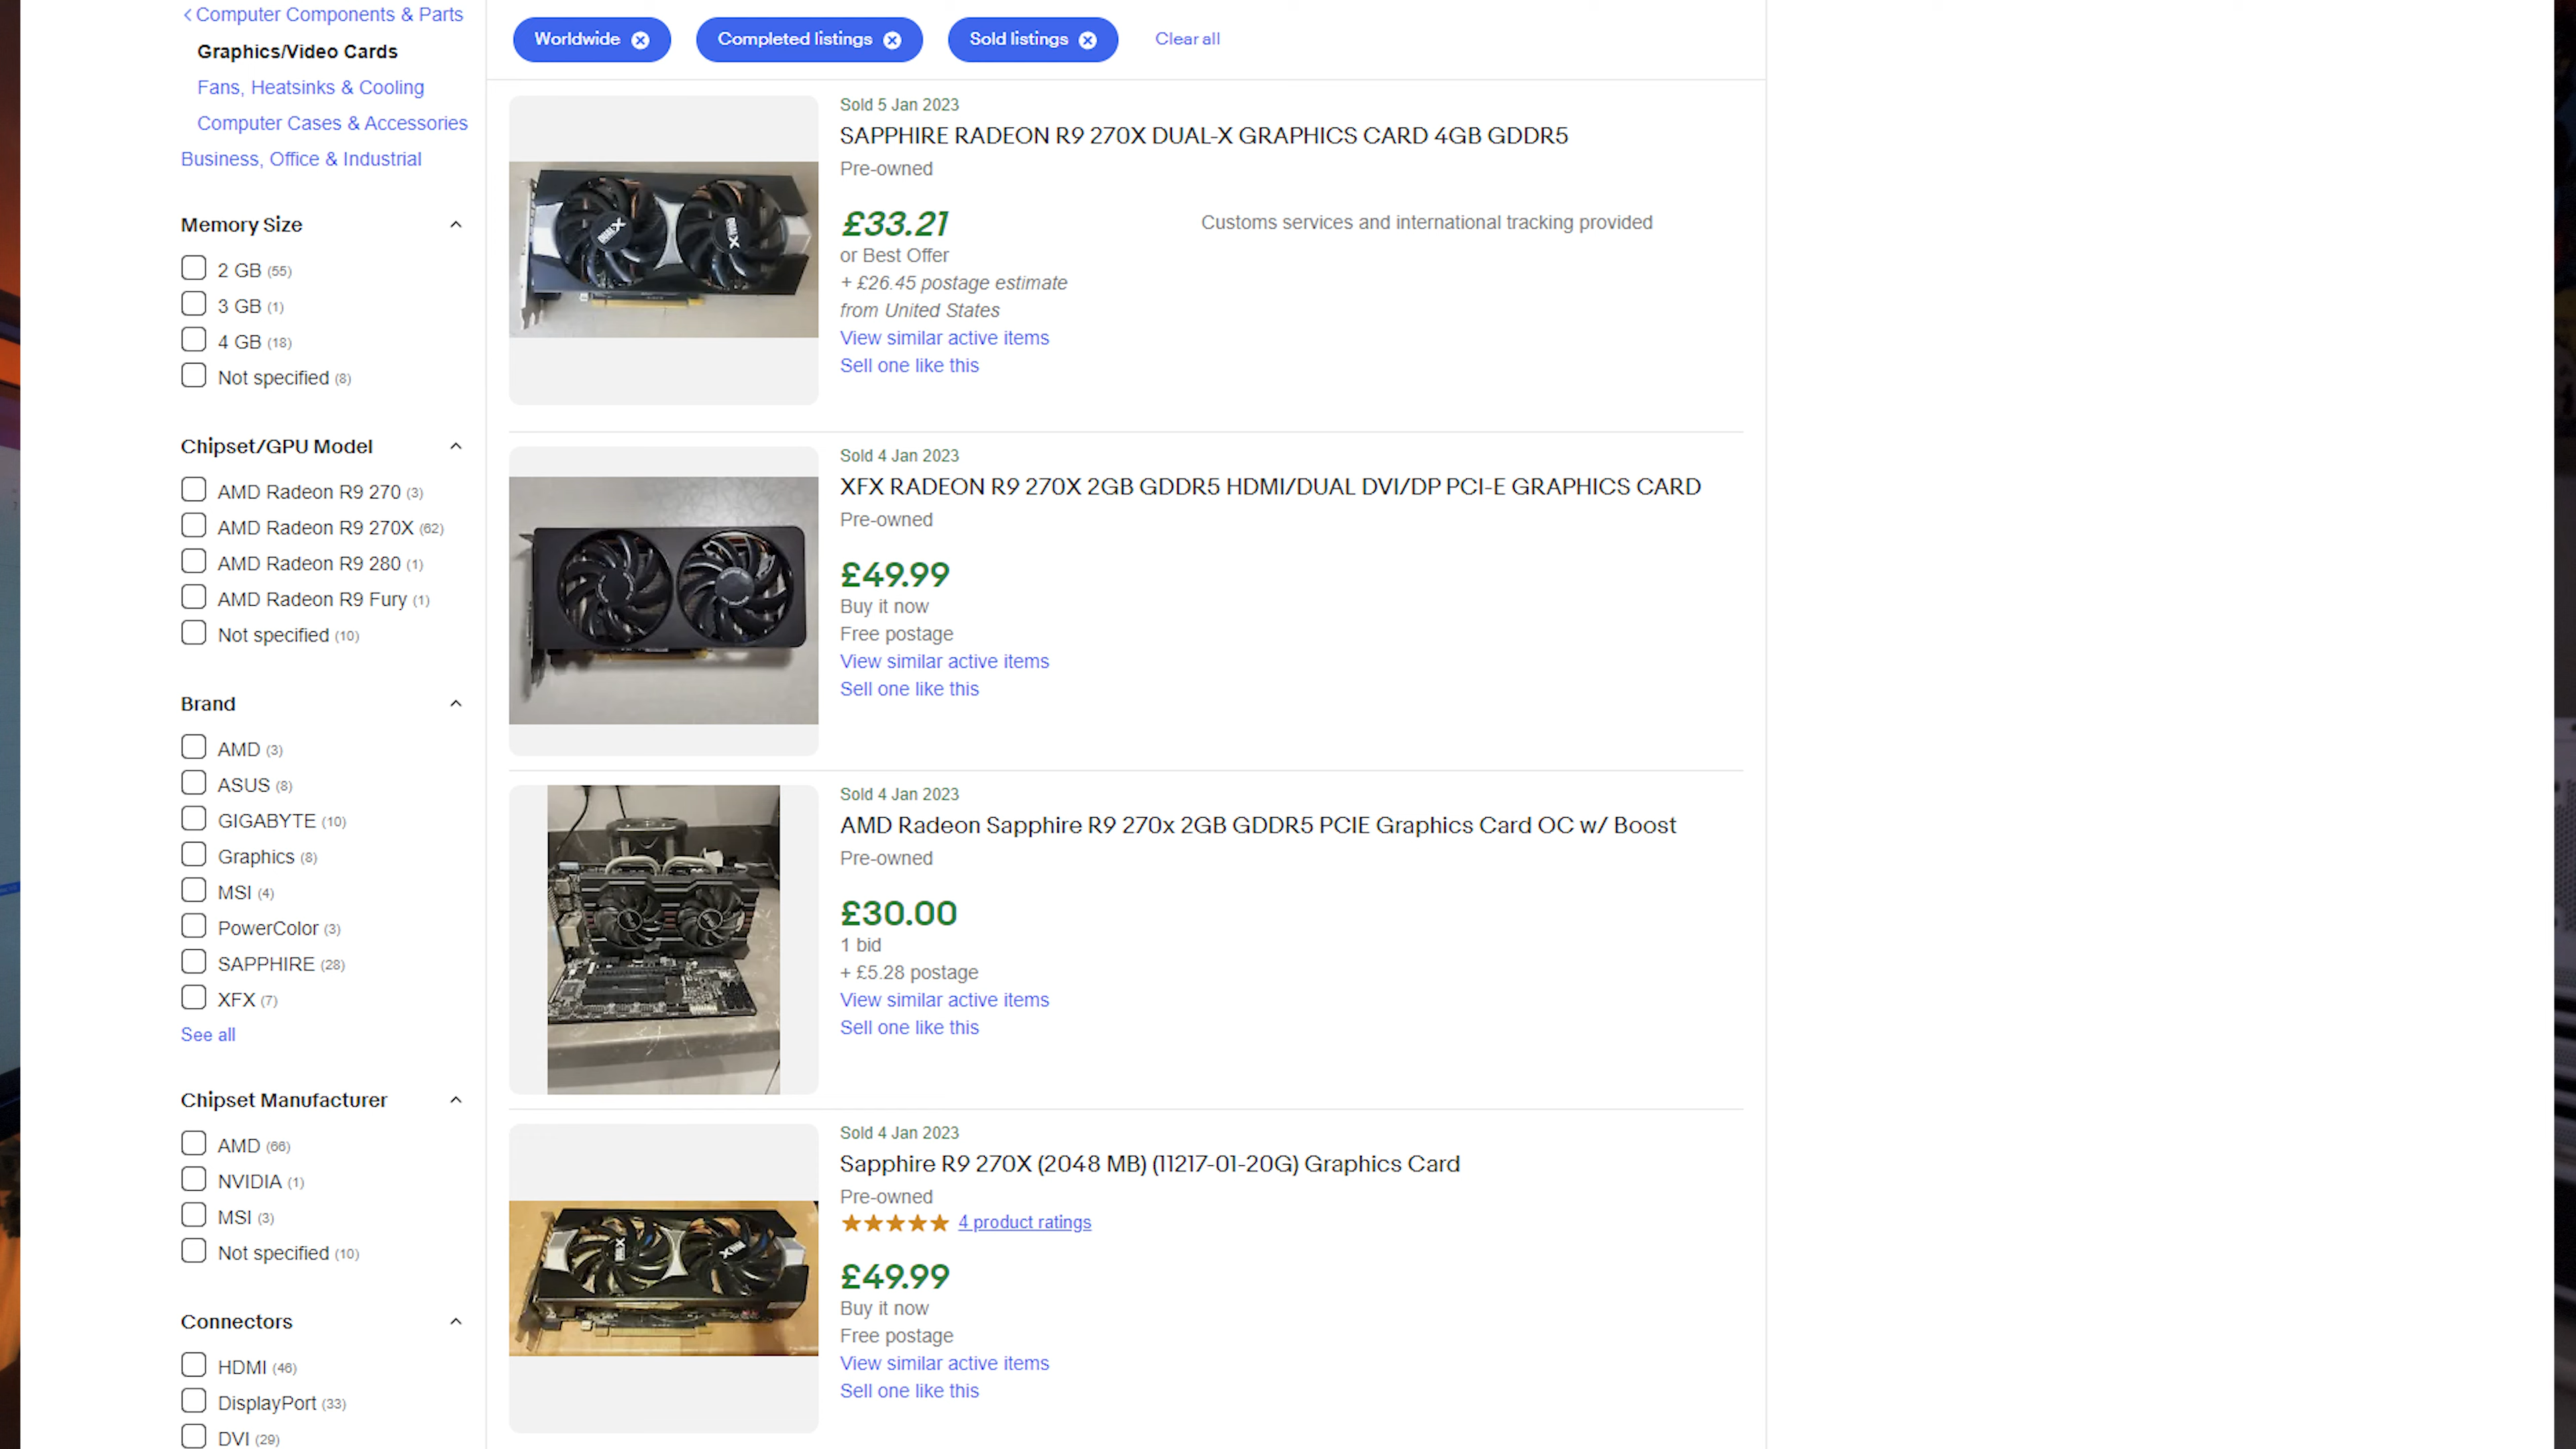 Computer Components & Parts
Graphics/Video Cards
Fans, Heatsinks & Cooling
Computer Cases & Accessories
Business, Office & Industrial
Memory Size
2 GB (55)
3 GB (1)
4 GB (18)
Not specified (8)
Chipset/GPU Model
AMD Radeon R9 270 (3)
AMD Radeon R9 270X (62)
AMD Radeon R9 280 (1)
AMD Radeon R9 Fury (1)
Not specified (10)
Brand
AMD (3)
ASUS (8)
GIGABYTE (10)
Graphics (8)
MSI (4)
PowerColor (3)
SAPPHIRE (28)
XFX (7)
See all
Chipset Manufacturer
AMD (66)
NVIDIA (1)
MSI (3)
Not specified (10)
Connectors
HDMI (46)
DisplayPort (33)
DVI (29)
Worldwide
Completed listings
Sold listings
Clear all
Sold 5 Jan 2023
SAPPHIRE RADEON R9 270X DUAL-X GRAPHICS CARD 4GB GDDR5
Pre-owned
£33.21
Customs services and international tracking provided
or Best Offer
+ £26.45 postage estimate
from United States
View similar active items
Sell one like this
Sold 4 Jan 2023
XFX RADEON R9 270X 2GB GDDR5 HDMI/DUAL DVI/DP PCI-E GRAPHICS CARD
Pre-owned
£49.99
Buy it now
Free postage
View similar active items
Sell one like this
Sold 4 Jan 2023
AMD Radeon Sapphire R9 270x 2GB GDDR5 PCIE Graphics Card OC w/ Boost
Pre-owned
£30.00
1 bid
+ £5.28 postage
View similar active items
Sell one like this
Sold 4 Jan 2023
Sapphire R9 270X (2048 MB) (11217-01-20G) Graphics Card
Pre-owned
4 product ratings
£49.99
Buy it now
Free postage
View similar active items
Sell one like this